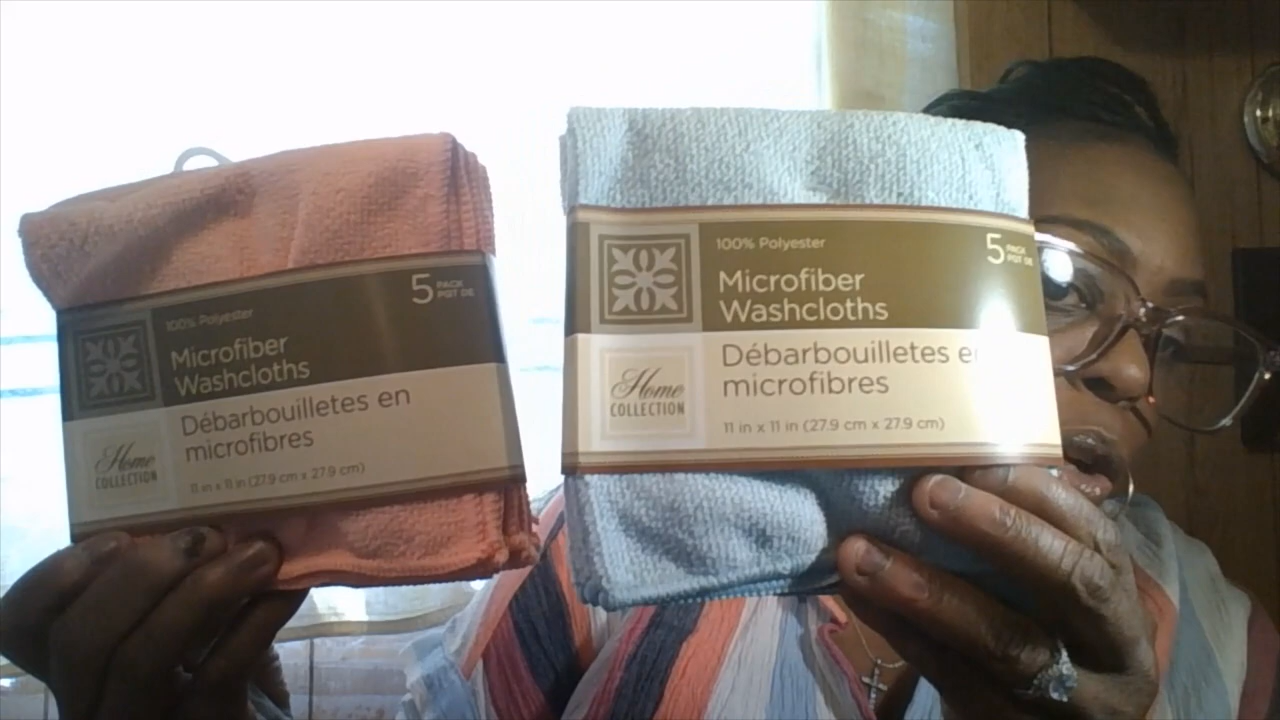 5 PACK
POT DE
100% Polyester
Microfiber
Washcloths
Débarbouilletes en
microfibres
Home
COLLECTION
11 in x 11 in (27.9 cm x 27.9 cm)
5 PACK
POT DE
100% Polyester
Microfiber
Washcloths
Débarbouilletes en
microfibres
Home
COLLECTION
11 in x 11 in (27.9 cm x 27.9 cm)